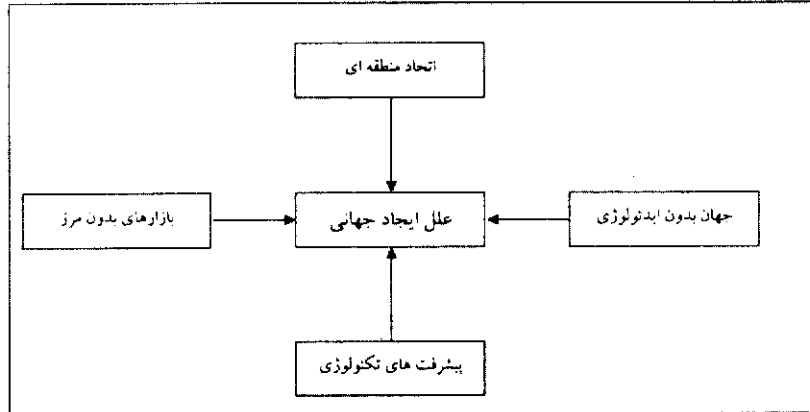 اتحاد منطقه ای
جهان بدون ایدئولوژی
علل ایجاد جهانی
بازارهای بدون مرز
پیشرفت های تکنولوژی